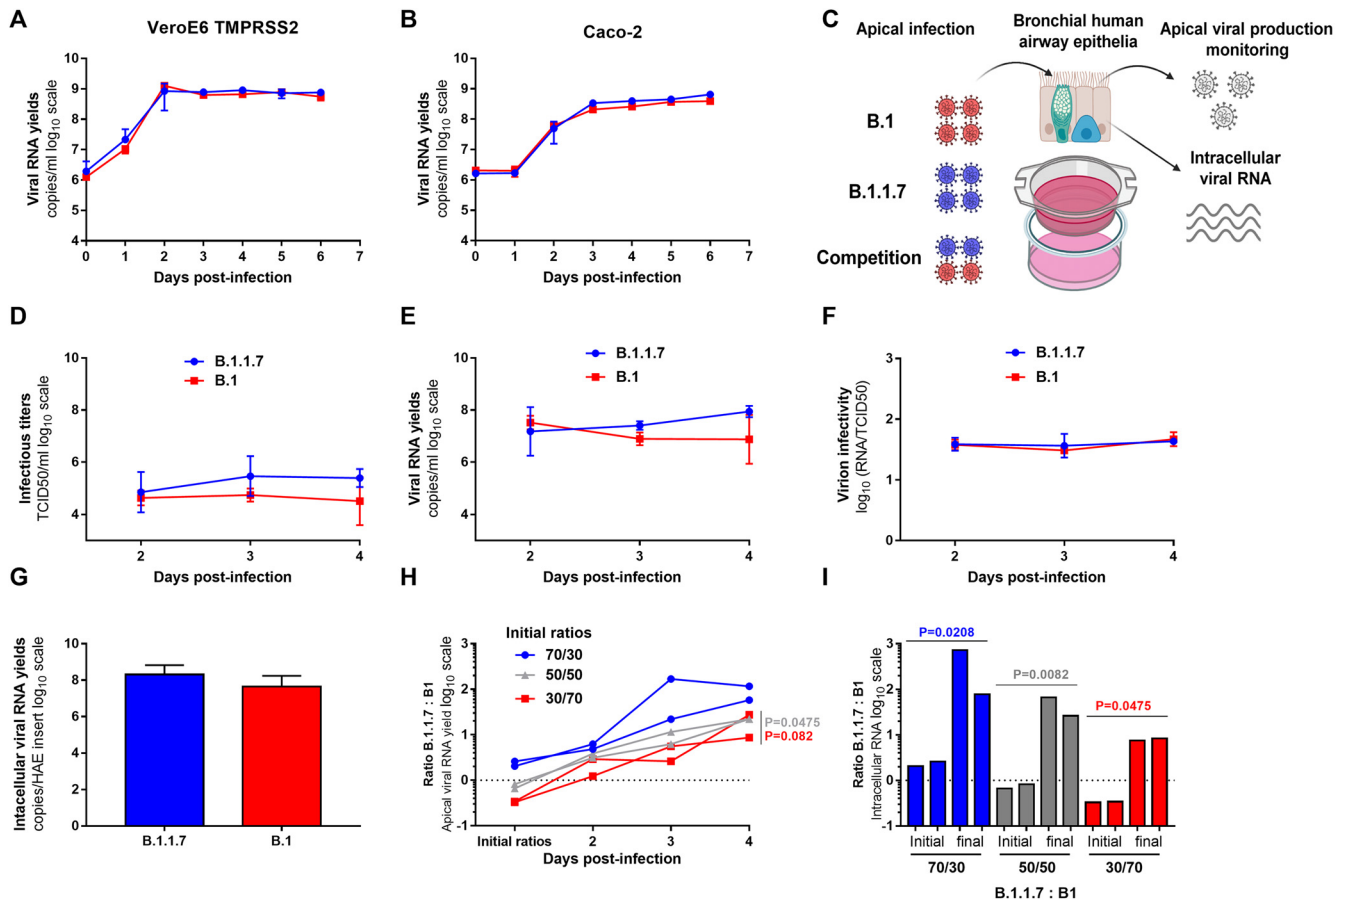 A
VeroE6 TMPRSS2
Viral RNA yields
copies/ml log10 scale
10
9
8
7
6
5
4
0 1 2 3 4 5 6 7
Days post-infection
B
Caco-2
Viral RNA yields
copies/ml log10 scale
10
9
8
7
6
5
4
0 1 2 3 4 5 6 7
Days post-infection
C
Apical infection
Bronchial human
airway epithelia
Apical viral production
monitoring
B.1
B.1.1.7
Competition
Intracellular
viral RNA
D
B.1.1.7
B.1
Infectious titers
TCID50/ml log10 scale
10
8
6
4
2 3 4
Days post-infection
E
B.1.1.7
B.1
Viral RNA yields
copies/ml log10 scale
10
8
6
4
2 3 4
Days post-infection
F
B.1.1.7
B.1
Virion infectivity
log10 (RNA/TCID50)
3
2
1
0
2 3 4
Days post-infection
G
Intacellular viral RNA yields
copies/HAE insert log10 scale
10
8
6
4
2
0
B.1.1.7 B.1
H
Initial ratios
70/30
50/50
30/70
Ratio B.1.1.7 : B1
Apical viral RNA yield log10 scale
3
2
1
0
-1
P=0.0475
P=0.082
Initial ratios 2 3 4
Days post-infection
I
Ratio B.1.1.7 : B1
Intracellular RNA log10 scale
3
2
1
0
-1
P=0.0208
P=0.0082
P=0.0475
Initial final Initial final Initial final
70/30 50/50 30/70
B.1.1.7 : B1